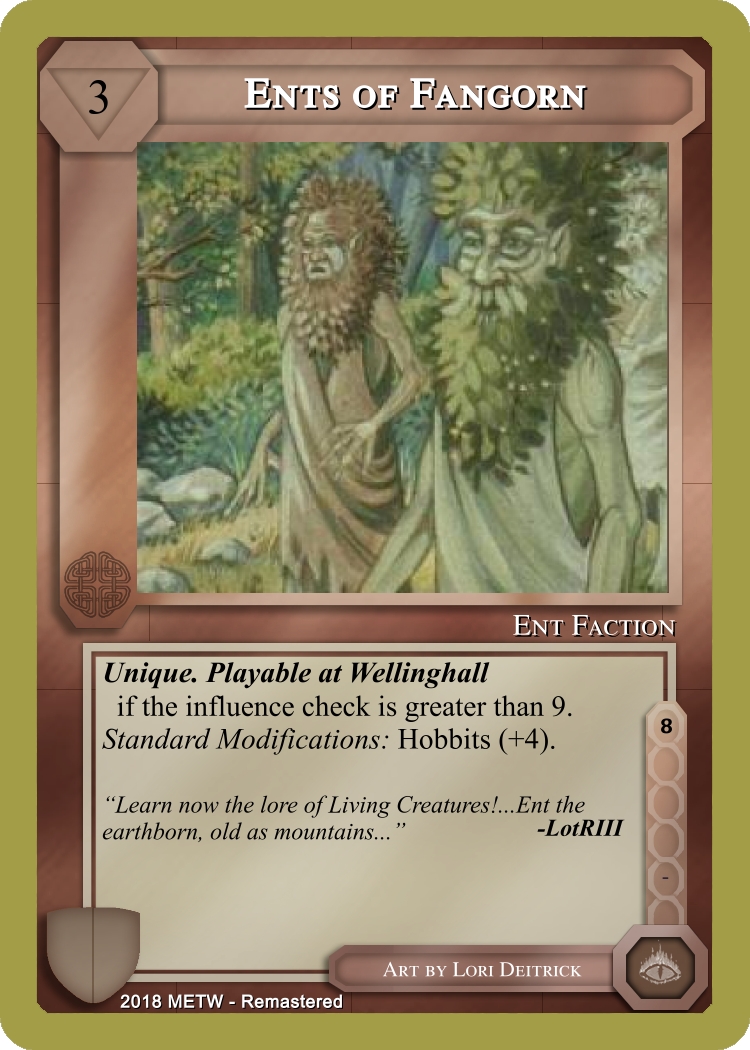 3
Ents of Fangorn
Ent Faction
Unique. Playable at Wellinghall
if the influence check is greater than 9.
Standard Modifications: Hobbits (+4).
“Learn now the lore of Living Creatures!...Ent the
earthborn, old as mountains...”
-LotRIII
8
-
Art by Lori Deitrick
2018 METW - Remastered